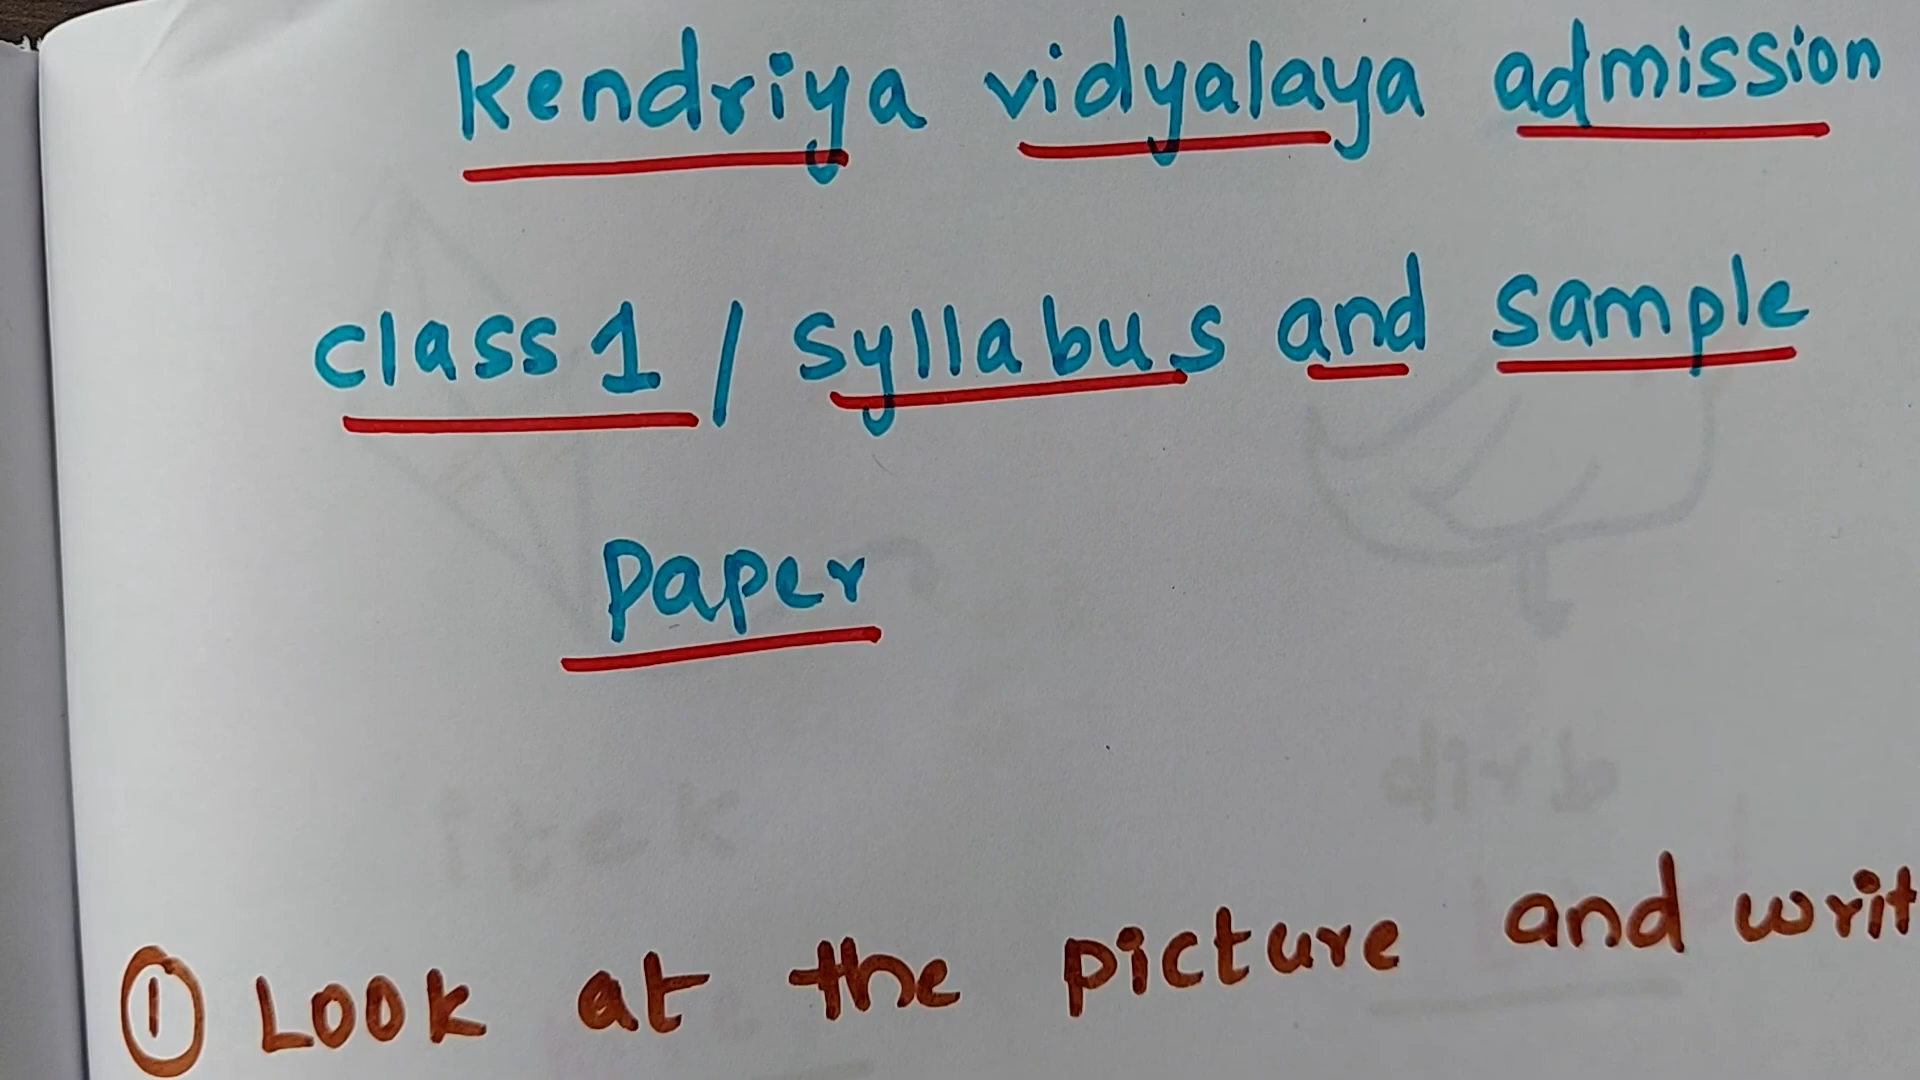 Kendriya vidyalaya admission
class 1 / Syllabus and sample
Paper
① Look at the picture and writ